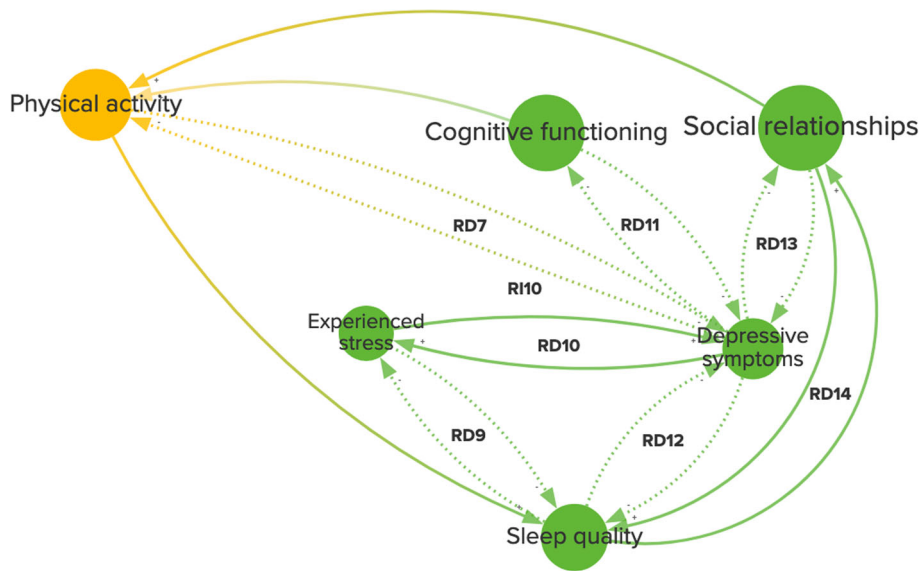 Physical activity
Cognitive functioning
Social relationships
RD7
RD11
RD13
RI10
Experienced
stress
RD10
Depressive
symptoms
RD14
RD9
RD12
Sleep quality
+
-
-
-
-
-
-
-
+
+
-
-
-
-
+
-
+
+